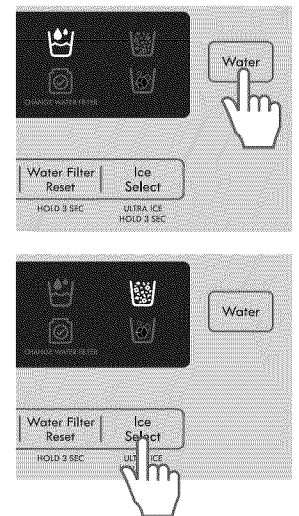 Water
CHANGE WATER FILTER
Water Filter
Reset
Ice
Select
HOLD 3 SEC
ULTRA ICE
HOLD 3 SEC
Water
CHANGE WATER FILTER
Water Filter
Reset
Ice
Select
HOLD 3 SEC
ICE